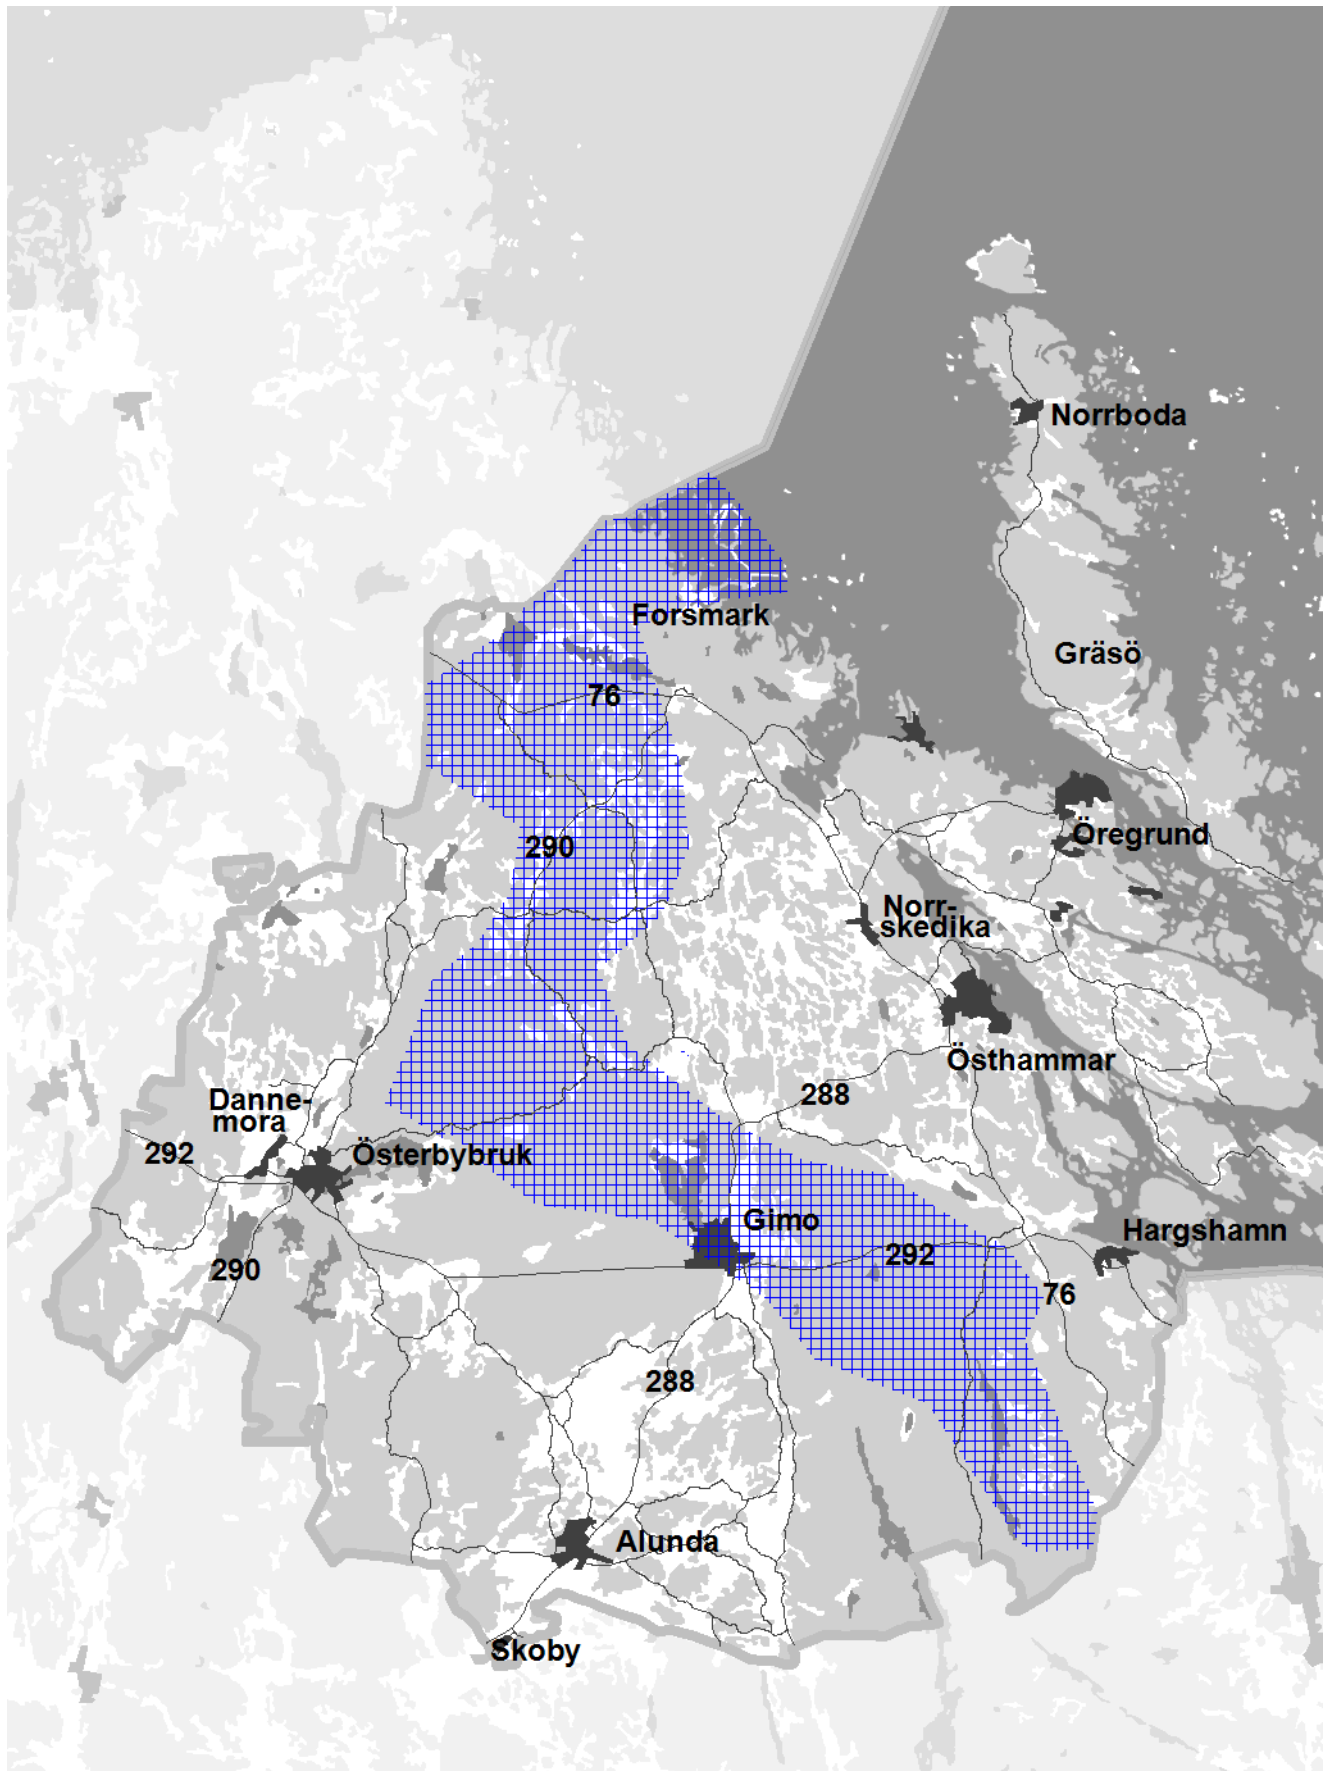 Norrboda
Forsmark
Gräsö
76
Öregrund
290
Norr-
skedika
Östhammar
288
Danne-
mora
292
Österbybruk
Gimo
Hargshamn
292
290
76
288
Alunda
Skoby